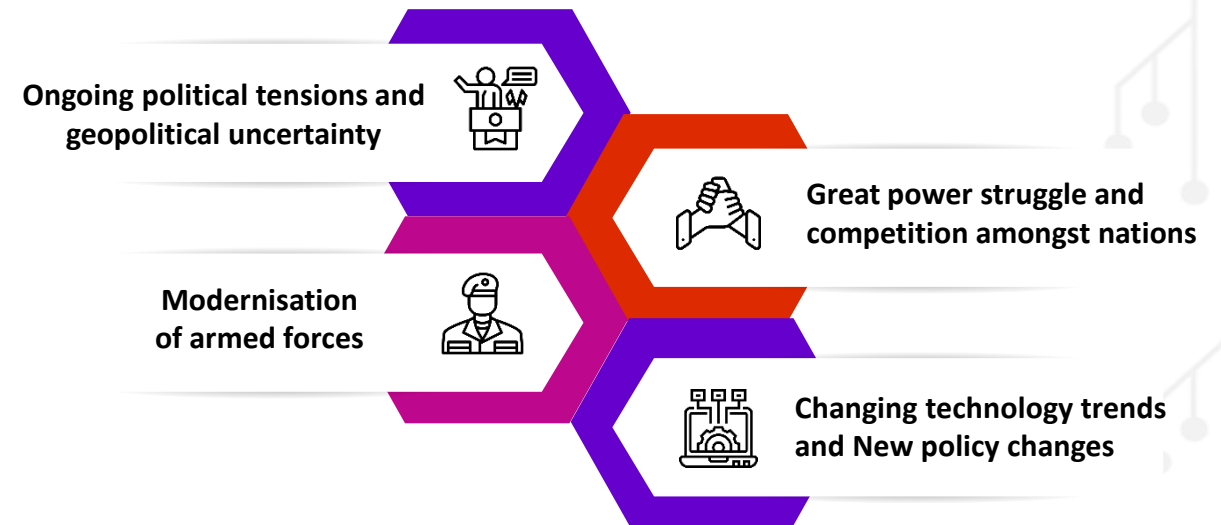 Ongoing political tensions and
geopolitical uncertainty
Great power struggle and
competition amongst nations
Modernisation
of armed forces
Changing technology trends
and New policy changes